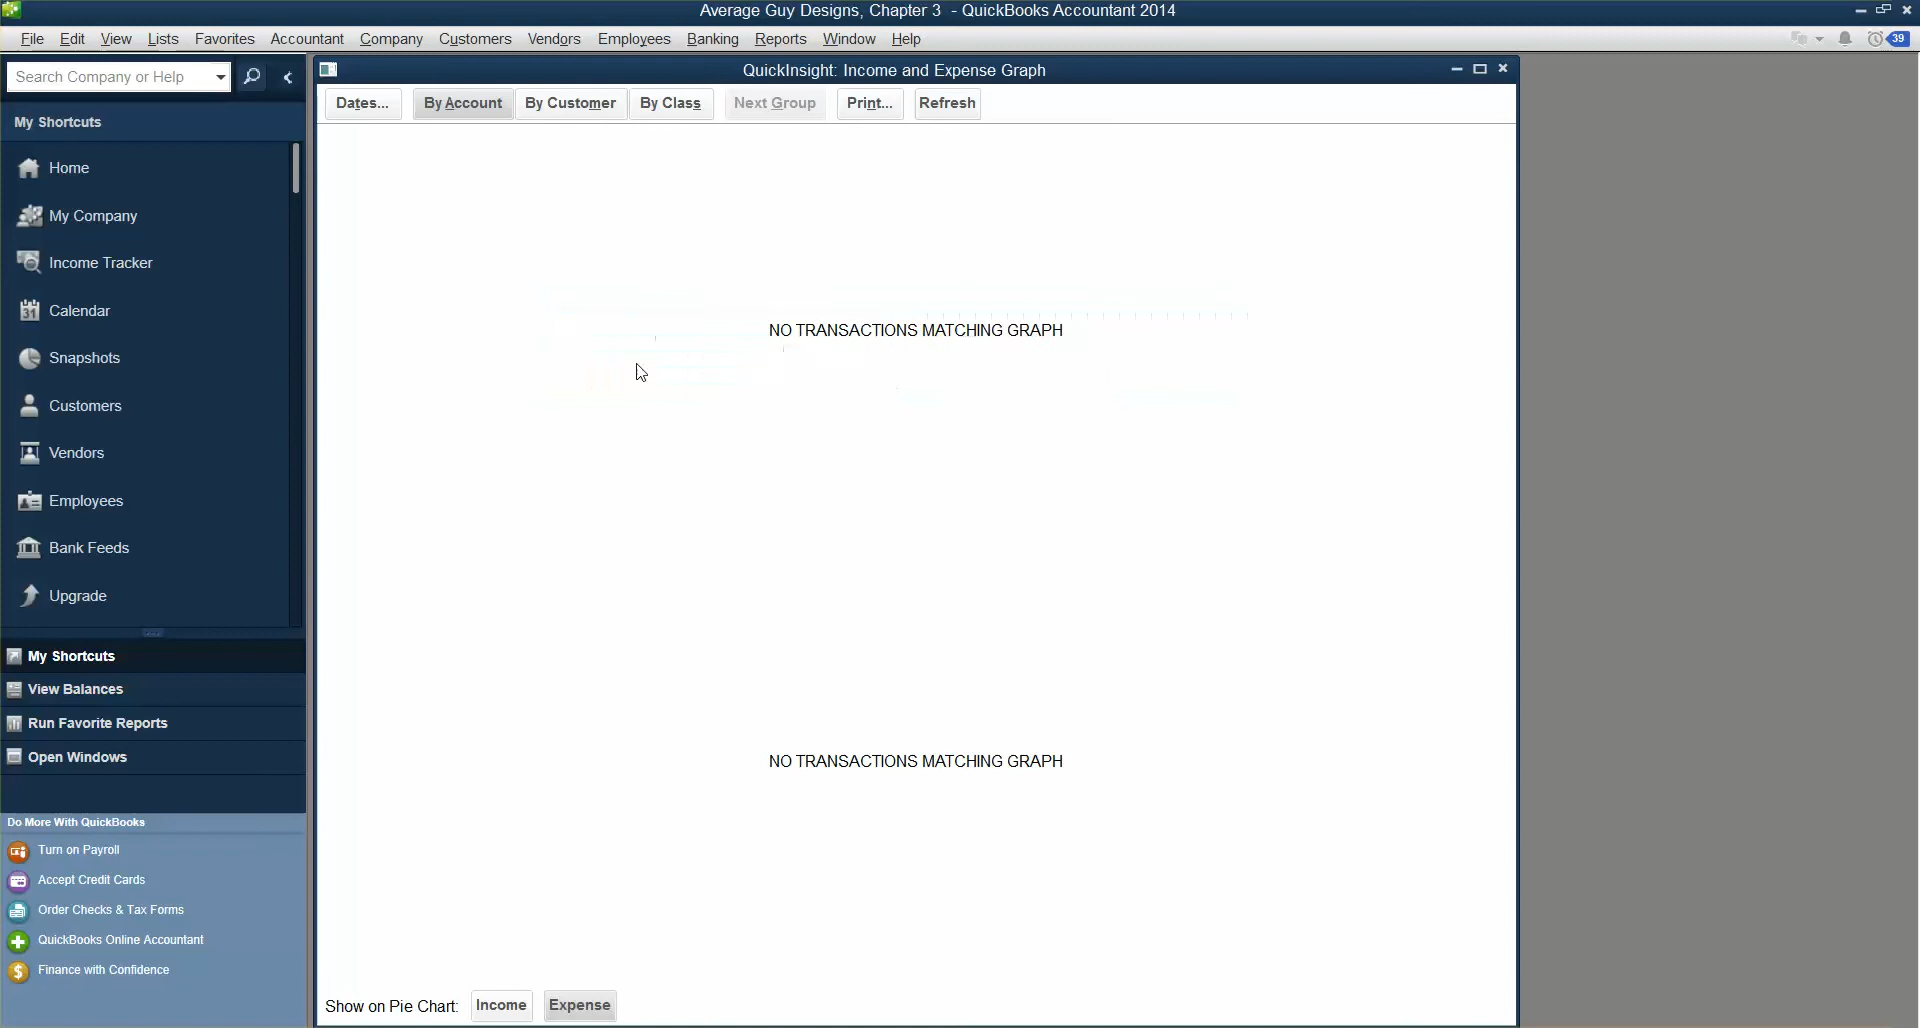 Average Guy Designs, Chapter 3 - QuickBooks Accountant 2014
File Edit View Lists Favorites Accountant Company Customers Vendors Employees Banking Reports Window Help
39
Search Company or Help
QuickInsight: Income and Expense Graph
Dates... By Account By Customer By Class Next Group Print... Refresh
My Shortcuts
Home
My Company
Income Tracker
31 Calendar
Snapshots
Customers
Vendors
Employees
Bank Feeds
Upgrade
My Shortcuts
View Balances
Run Favorite Reports
Open Windows
Do More With QuickBooks
Turn on Payroll
Accept Credit Cards
Order Checks & Tax Forms
QuickBooks Online Accountant
$ Finance with Confidence
NO TRANSACTIONS MATCHING GRAPH
NO TRANSACTIONS MATCHING GRAPH
Show on Pie Chart: Income Expense